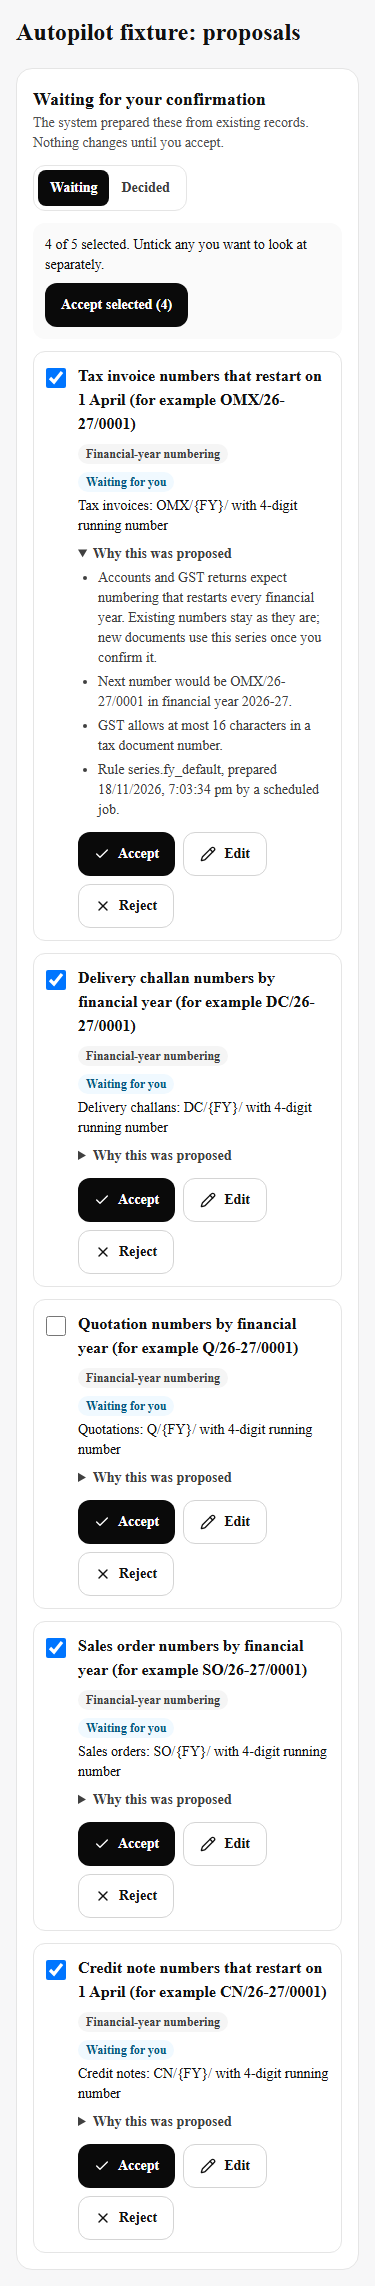 Autopilot fixture: proposals
Waiting for your confirmation
The system prepared these from existing records.
Nothing changes until you accept.
Waiting
Decided
4 of 5 selected. Untick any you want to look at
separately.
Accept selected (4)
Tax invoice numbers that restart on
1 April (for example OMX/26-
27/0001)
Financial-year numbering
Waiting for you
Tax invoices: OMX/{FY}/ with 4-digit
running number
Why this was proposed
Accounts and GST returns expect
numbering that restarts every financial
year. Existing numbers stay as they are;
new documents use this series once you
confirm it.
Next number would be OMX/26-
27/0001 in financial year 2026-27.
GST allows at most 16 characters in a
tax document number.
Rule series.fy_default, prepared
18/11/2026, 7:03:34 pm by a scheduled
job.
Accept
Edit
Reject
Delivery challan numbers by
financial year (for example DC/26-
27/0001)
Financial-year numbering
Waiting for you
Delivery challans: DC/{FY}/ with 4-digit
running number
Why this was proposed
Accept
Edit
Reject
Quotation numbers by financial
year (for example Q/26-27/0001)
Financial-year numbering
Waiting for you
Quotations: Q/{FY}/ with 4-digit running
number
Why this was proposed
Accept
Edit
Reject
Sales order numbers by financial
year (for example SO/26-27/0001)
Financial-year numbering
Waiting for you
Sales orders: SO/{FY}/ with 4-digit running
number
Why this was proposed
Accept
Edit
Reject
Credit note numbers that restart on
1 April (for example CN/26-27/0001)
Financial-year numbering
Waiting for you
Credit notes: CN/{FY}/ with 4-digit running
number
Why this was proposed
Accept
Edit
Reject